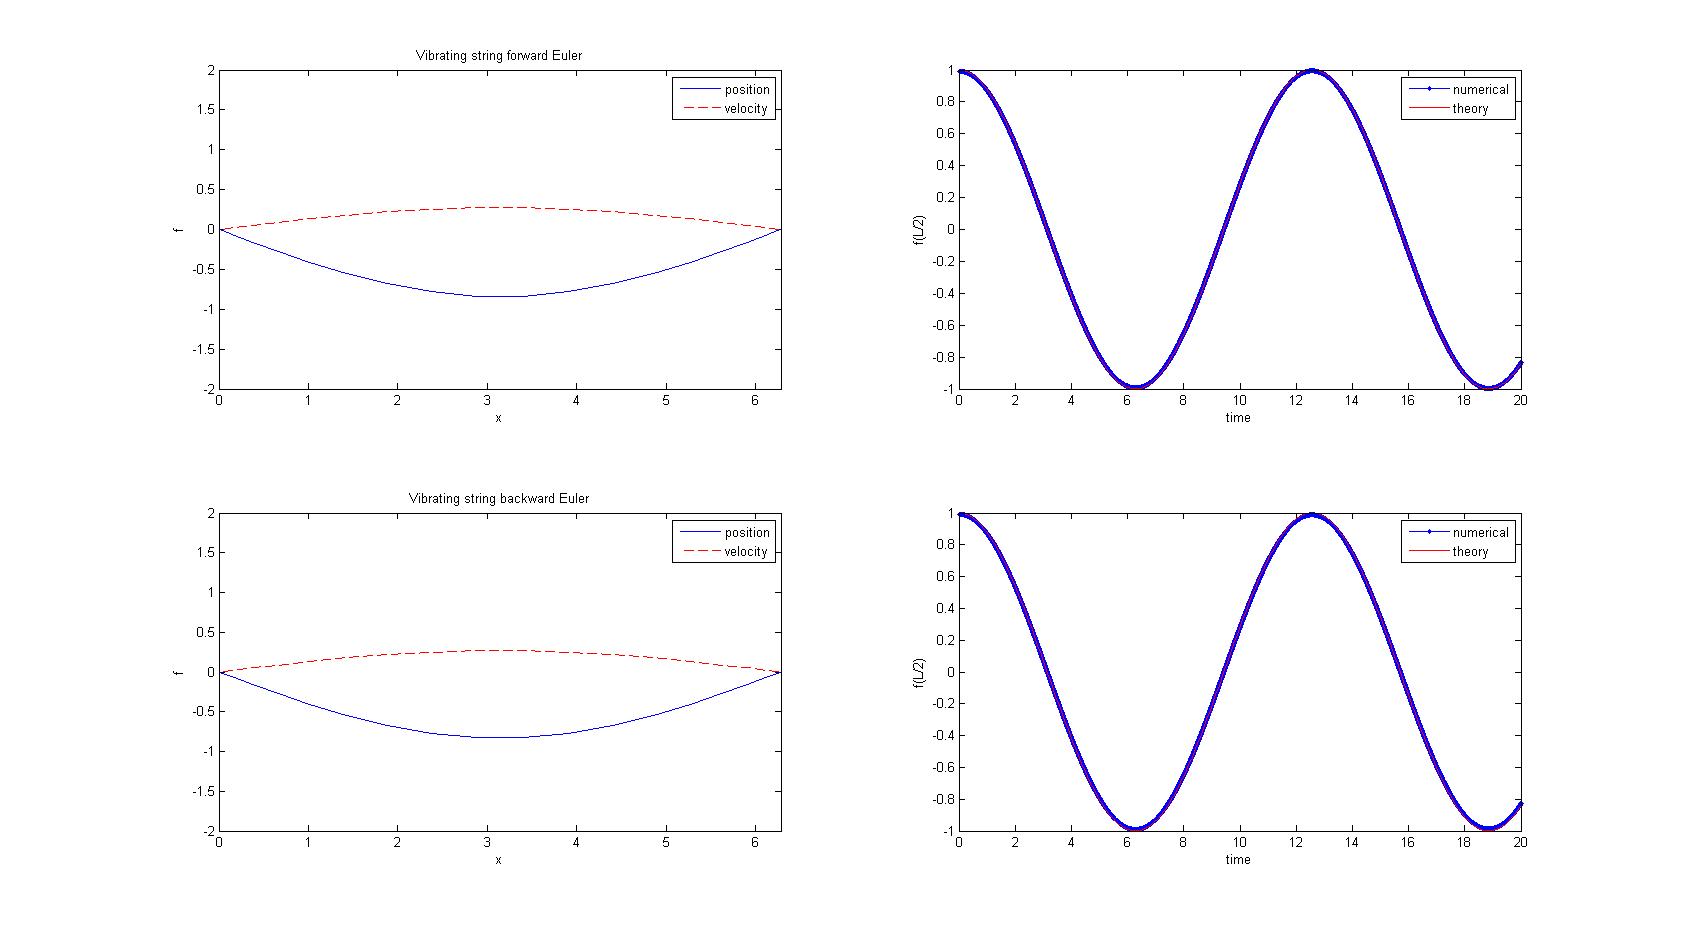 Vibrating string forward Euler
2
1.5
1
0.5
0
-0.5
-1
-1.5
-2
f
position
velocity
0 1 2 3 4 5 6
x
1
0.8
0.6
0.4
0.2
0
-0.2
-0.4
-0.6
-0.8
-1
f(L/2)
numerical
theory
0 2 4 6 8 10 12 14 16 18 20
time
Vibrating string backward Euler
2
1.5
1
0.5
0
-0.5
-1
-1.5
-2
f
position
velocity
0 1 2 3 4 5 6
x
1
0.8
0.6
0.4
0.2
0
-0.2
-0.4
-0.6
-0.8
-1
f(L/2)
numerical
theory
0 2 4 6 8 10 12 14 16 18 20
time